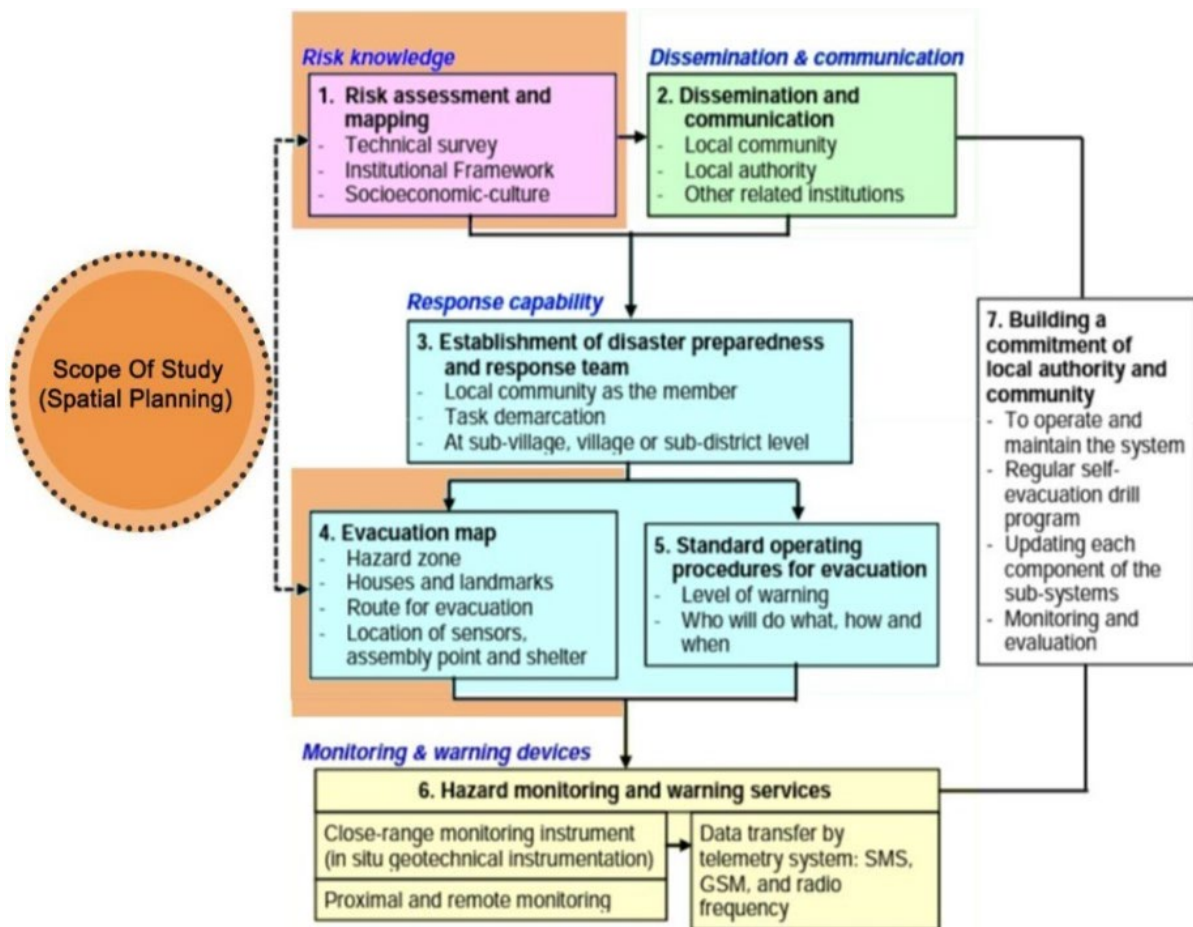 Risk knowledge
1. Risk assessment and
mapping
- Technical survey
- Institutional Framework
- Socioeconomic-culture
Dissemination & communication
2. Dissemination and
communication
- Local community
- Local authority
- Other related institutions
Scope Of Study
(Spatial Planning)
Response capability
3. Establishment of disaster preparedness
and response team
- Local community as the member
- Task demarcation
- At sub-village, village or sub-district level
4. Evacuation map
- Hazard zone
- Houses and landmarks
- Route for evacuation
- Location of sensors,
assembly point and shelter
5. Standard operating
procedures for evacuation
- Level of warning
- Who will do what, how and
when
7. Building a
commitment of
local authority and
community
- To operate and
maintain the system
- Regular self-
evacuation drill
program
- Updating each
component of the
sub-systems
- Monitoring and
evaluation
Monitoring & warning devices
6. Hazard monitoring and warning services
Close-range monitoring instrument
(in situ geotechnical instrumentation)
Proximal and remote monitoring
Data transfer by
telemetry system: SMS,
GSM, and radio
frequency